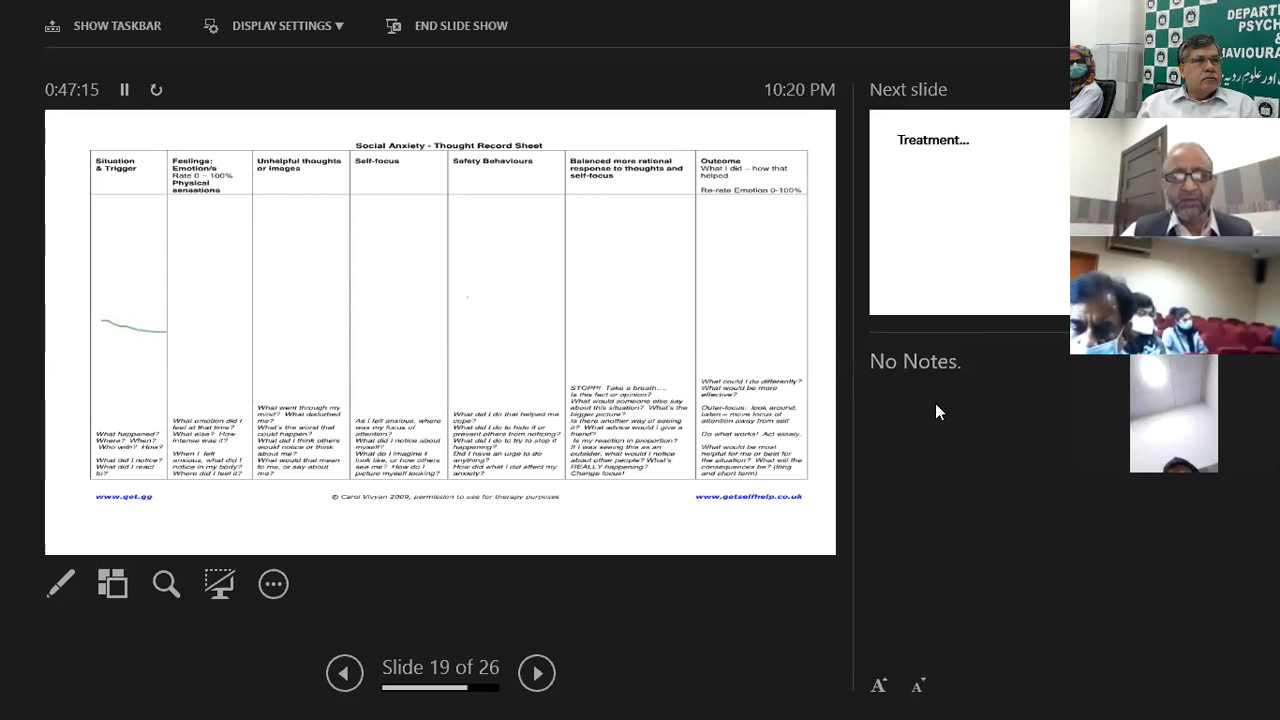 SHOW TASKBAR
DISPLAY SETTINGS ▼
END SLIDE SHOW
0:47:15
10:20 PM
Next slide
Treatment...
No Notes.
Social Anxiety - Thought Record Sheet
Situation
& Trigger
Feelings:
Emotion/s
Rate 0 – 100%
Physical
sensations
Unhelpful thoughts
or images
Self-focus
Safety Behaviours
Balanced more rational
response to thoughts and
self-focus
Outcome
What I did – how that
helped.
Re-rate Emotion 0-100%
What happened?
Where? When?
Who with? How?
What did I notice?
What did I react
to?
What emotion did I
feel at that time?
What else? How
intense was it?
When I felt
anxious, what did I
notice in my body?
Where did I feel it?
What went through my
mind? What disturbed
me?
What's the worst that
could happen?
What did I think others
would notice or think
about me?
What would that mean
to me, or say about
me?
As I felt anxious, where
was my focus of
attention?
What did I notice about
myself?
What do I imagine I
look like, or how others
see me? How do I
picture myself looking?
What did I do that helped me
cope?
What did I do to hide it or
prevent others from noticing?
What did I do to try to stop it
happening?
Did I have an urge to do
anything?
How did what I did affect my
anxiety?
STOPP! Take a breath....
Is this fact or opinion?
What would someone else say
about this situation? What's the
bigger picture?
Is there another way of seeing
it? What advice would I give a
friend?
Is my reaction in proportion?
If I was seeing this as an
outsider, what would I notice
about other people? What's
REALLY happening?
Change focus!
What could I do differently?
What would be more
effective?
Outer-focus: look around,
listen – move focus of
attention away from self
Do what works! Act wisely.
What would be most
helpful for me or best for
the situation? What will the
consequences be? (long
and short term)
www.get.gg
© Carol Vivyan 2009, permission to use for therapy purposes
www.getselfhelp.co.uk
Slide 19 of 26
A A
DEPART
PSYCH
HAVIOURA